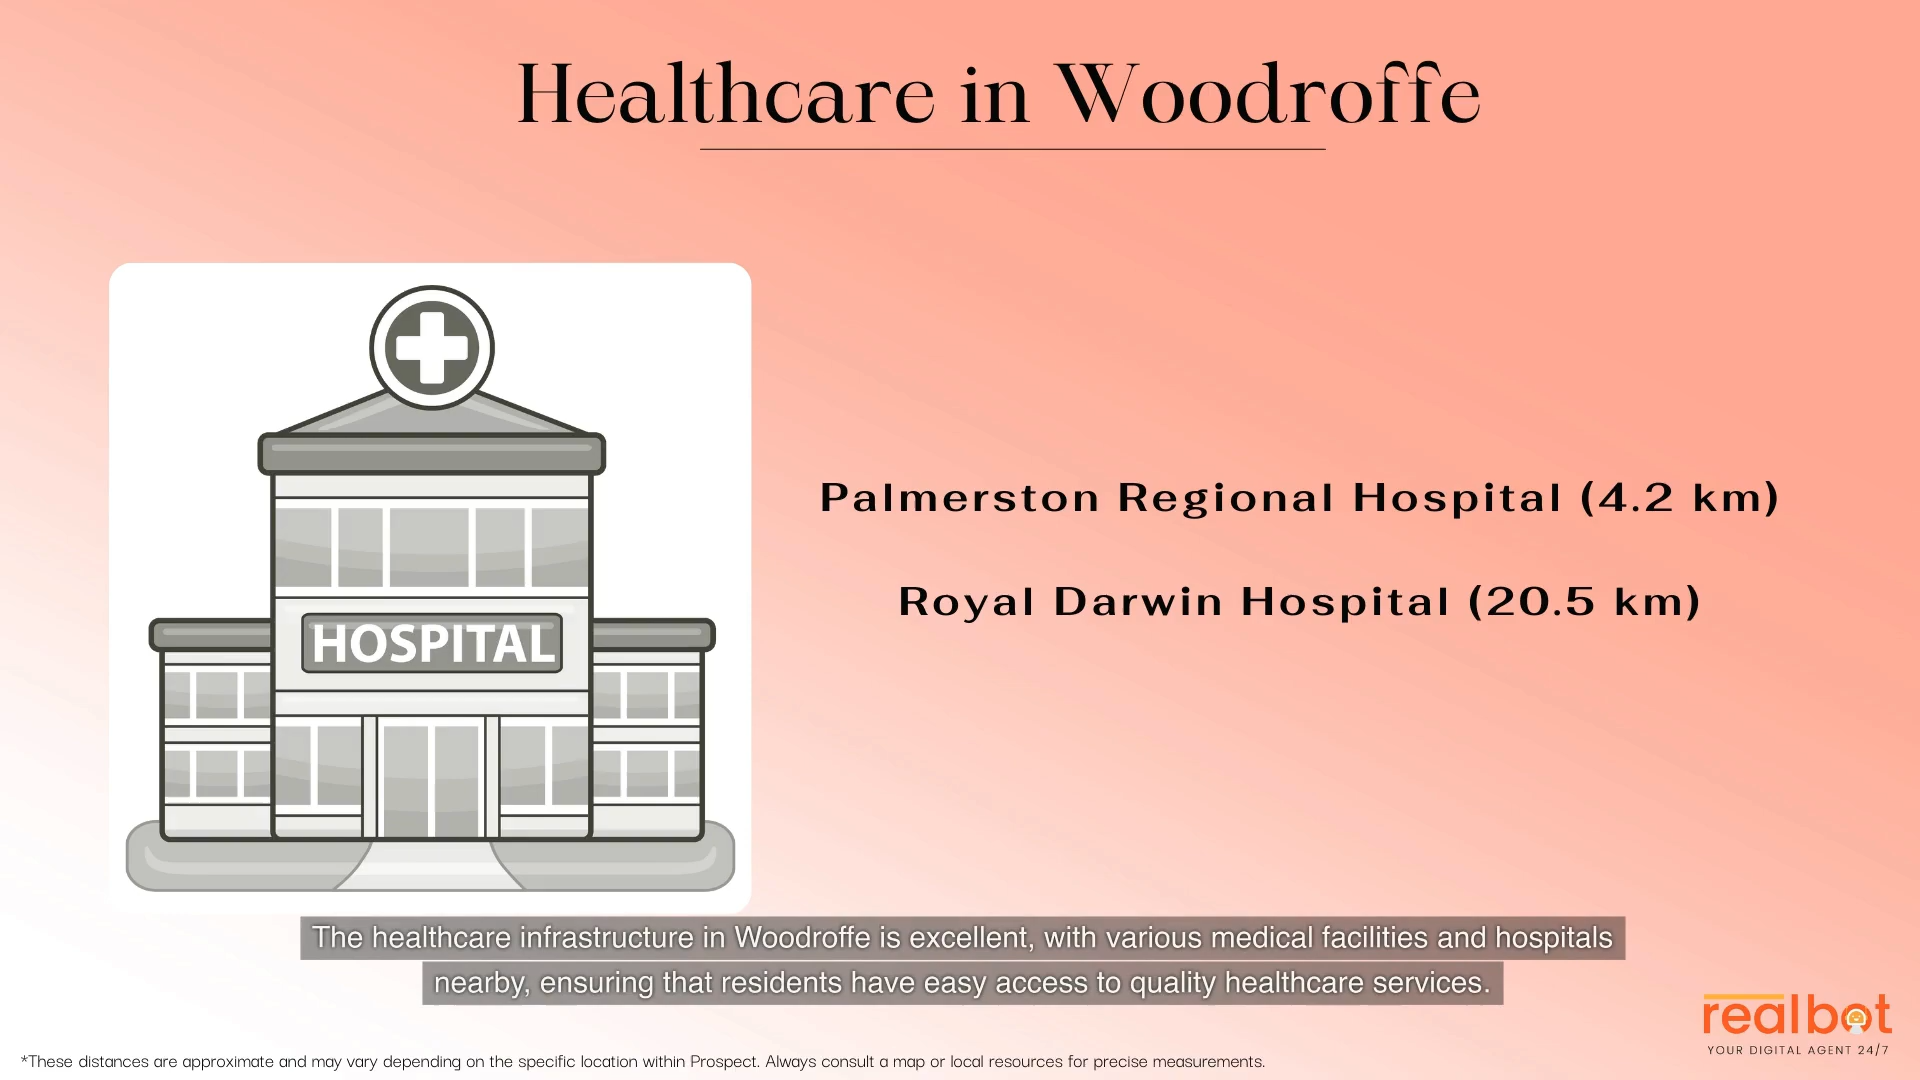 Healthcare in Woodroffe
HOSPITAL
Palmerston Regional Hospital (4.2 km)
Royal Darwin Hospital (20.5 km)
The healthcare infrastructure in Woodroffe is excellent, with various medical facilities and hospitals
nearby, ensuring that residents have easy access to quality healthcare services.
realbot
YOUR DIGITAL AGENT 24/7
*These distances are approximate and may vary depending on the specific location within Prospect. Always consult a map or local resources for precise measurements.